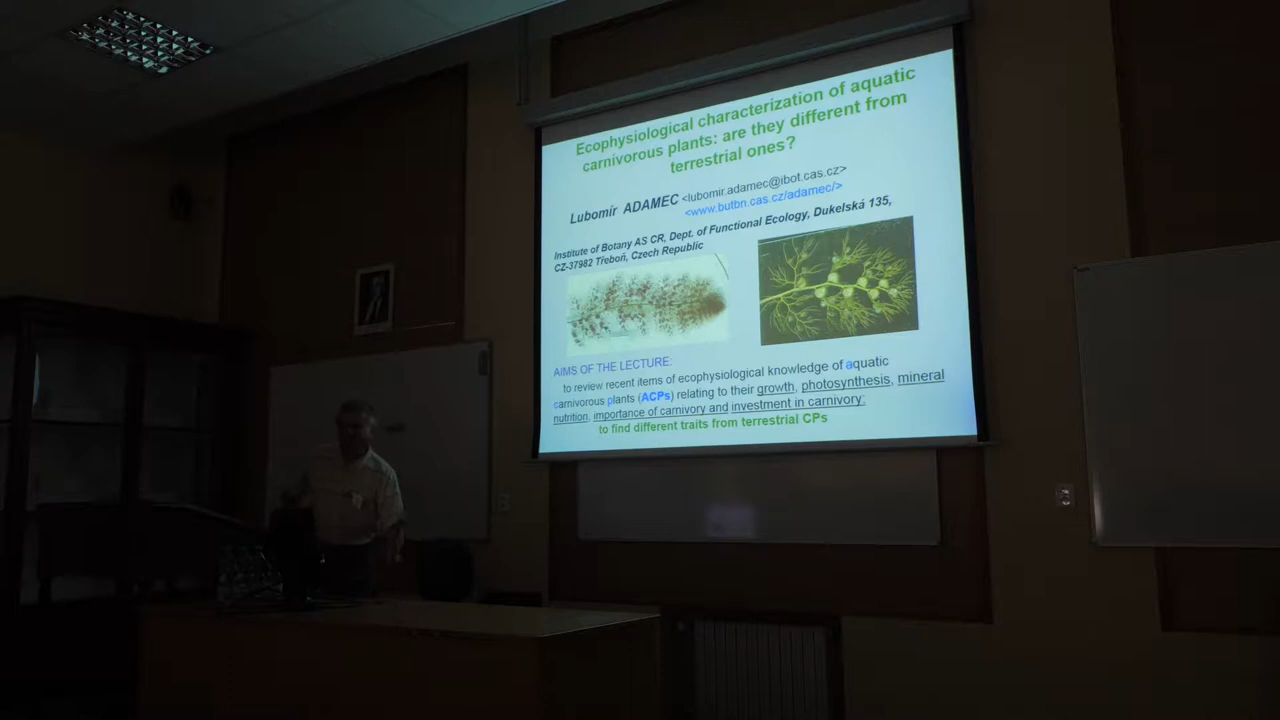 Ecophysiological characterization of aquatic
carnivorous plants: are they different from
terrestrial ones?
Lubomír ADAMEC <lubomir.adamec@ibot.cas.cz>
<www.butbn.cas.cz/adamec/>
Institute of Botany AS CR, Dept. of Functional Ecology, Dukelská 135,
CZ-37982 Třeboň, Czech Republic
AIMS OF THE LECTURE:
to review recent items of ecophysiological knowledge of aquatic
carnivorous plants (ACPs) relating to their growth, photosynthesis, mineral
nutrition, importance of carnivory and investment in carnivory;
to find different traits from terrestrial CPs